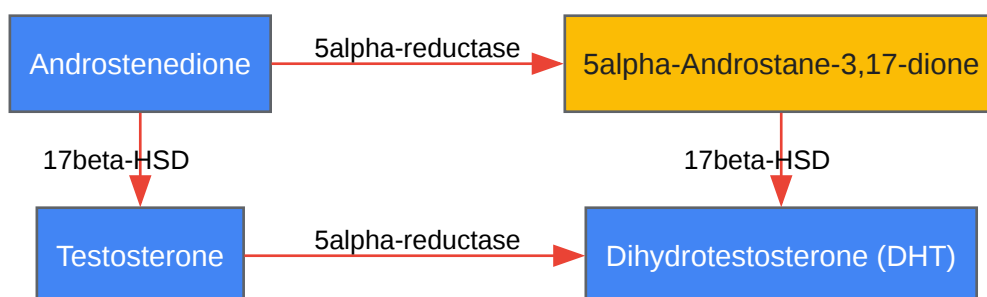 Androstenedione
5alpha-reductase
5alpha-Androstane-3,17-dione
17beta-HSD
17beta-HSD
Testosterone
5alpha-reductase
Dihydrotestosterone (DHT)